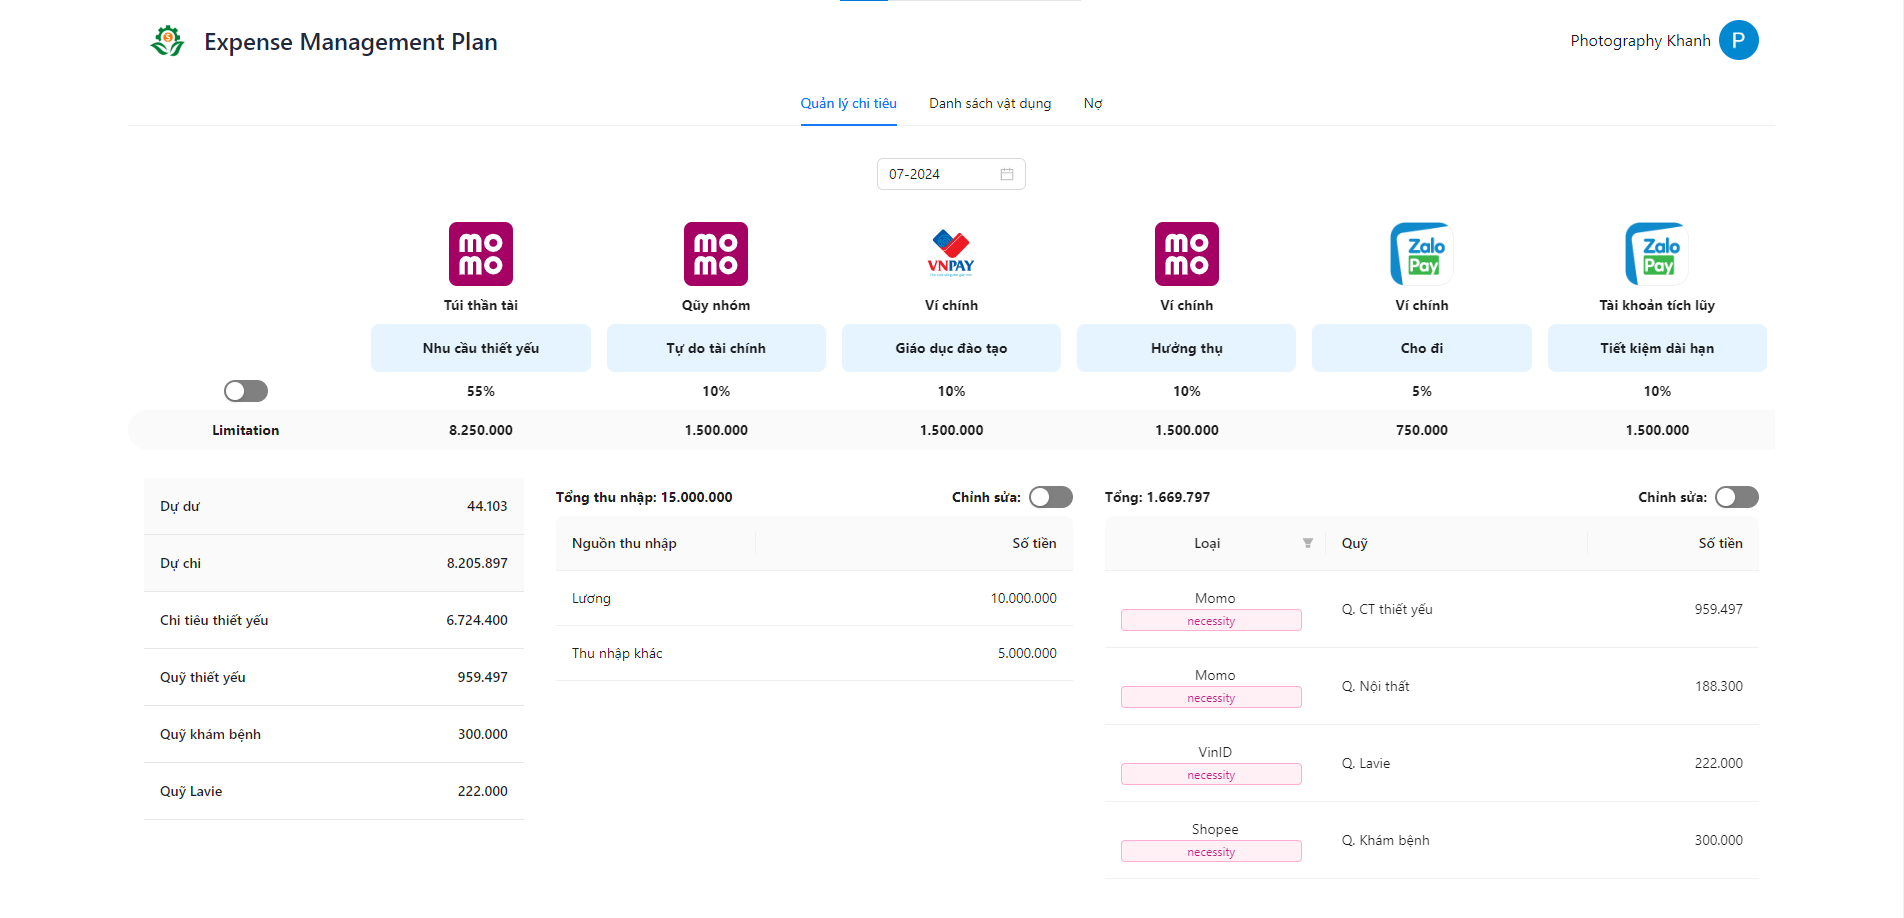 Expense Management Plan
Photography Khanh P
Quản lý chi tiêu Danh sách vật dụng Nợ
07-2024
mo mo mo VNPAY mo mo Zalo Pay Zalo Pay
Túi thần tài Qũy nhóm Ví chính Ví chính Ví chính Tài khoản tích lũy
Nhu cầu thiết yếu Tự do tài chính Giáo dục đào tạo Hưởng thụ Cho đi Tiết kiệm dài hạn
55% 10% 10% 10% 5% 10%
Limitation 8.250.000 1.500.000 1.500.000 1.500.000 750.000 1.500.000
Dự dư 44.103
Dự chi 8.205.897
Chi tiêu thiết yếu 6.724.400
Quỹ thiết yếu 959.497
Quỹ khám bệnh 300.000
Quỹ Lavie 222.000
Tổng thu nhập: 15.000.000 Chỉnh sửa:
Nguồn thu nhập Số tiền
Lương 10.000.000
Thu nhập khác 5.000.000
Tổng: 1.669.797 Chỉnh sửa:
Loại Quỹ Số tiền
Momo
necessity Q. CT thiết yếu 959.497
Momo
necessity Q. Nội thất 188.300
VinID
necessity Q. Lavie 222.000
Shopee
necessity Q. Khám bệnh 300.000